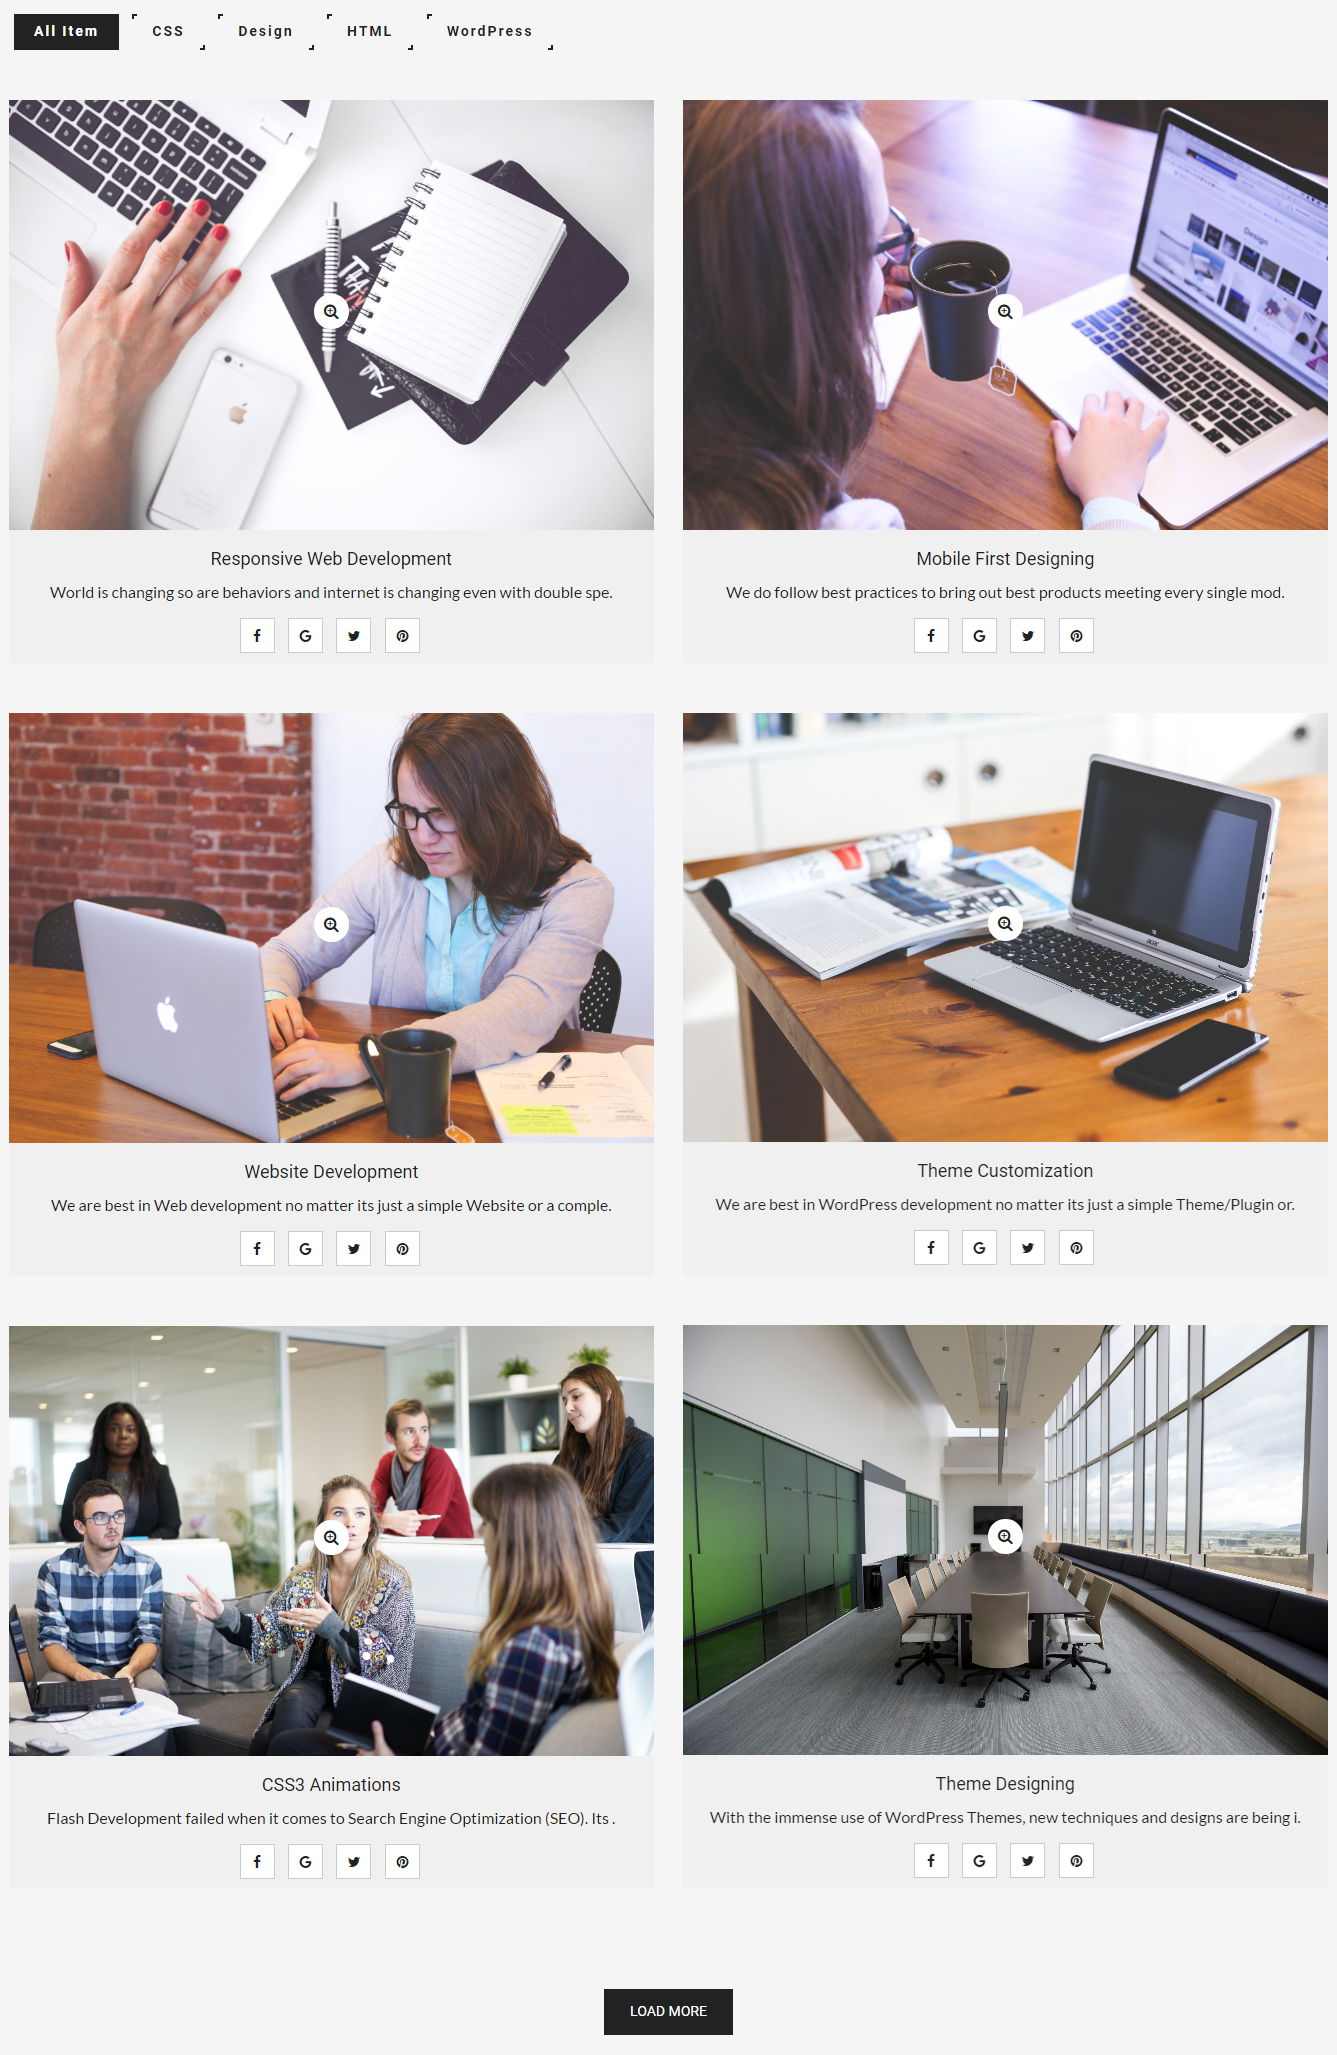 All Item
CSS
Design
HTML
WordPress
THANK
Design
Responsive Web Development
World is changing so are behaviors and internet is changing even with double spe.
Mobile First Designing
We do follow best practices to bring out best products meeting every single mod.
acer
Website Development
We are best in Web development no matter its just a simple Website or a comple.
Theme Customization
We are best in WordPress development no matter its just a simple Theme/Plugin or.
CSS3 Animations
Flash Development failed when it comes to Search Engine Optimization (SEO). Its .
Theme Designing
With the immense use of WordPress Themes, new techniques and designs are being i.
LOAD MORE